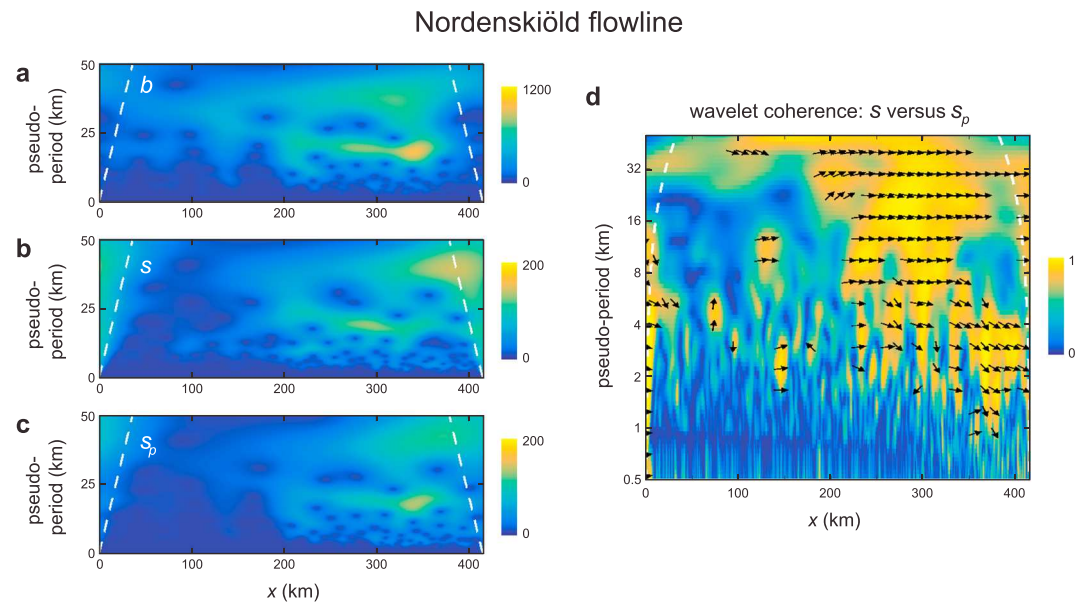 Nordenskiöld flowline
a
pseudo-
period (km)
50
25
0
b
0
100
200
300
400
1200
0
b
pseudo-
period (km)
50
25
0
s
0
100
200
300
400
200
0
c
pseudo-
period (km)
50
25
0
sp
0
100
200
300
400
x (km)
200
0
d
wavelet coherence: s versus sp
pseudo-period (km)
32
16
8
4
2
1
0.5
0
100
200
300
400
x (km)
1
0